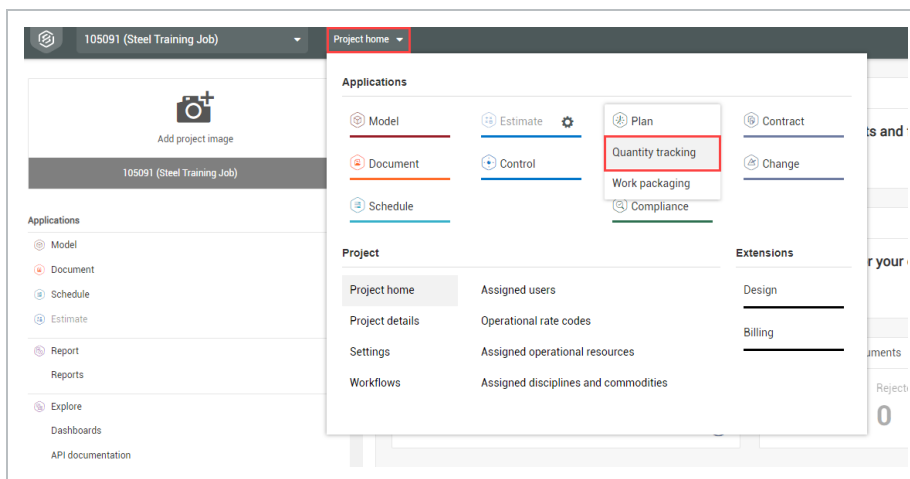 105091 (Steel Training Job)
Project home
Add project image
105091 (Steel Training Job)
Applications
Model
Document
Schedule
Estimate
Report
Reports
Explore
Dashboards
API documentation
Applications
Model
Estimate
Plan
Contract
Document
Control
Quantity tracking
Change
Work packaging
Schedule
Compliance
Project
Extensions
Project home
Assigned users
Design
Project details
Operational rate codes
Billing
Settings
Assigned operational resources
Workflows
Assigned disciplines and commodities
ts and
r your
uments
Reject
0